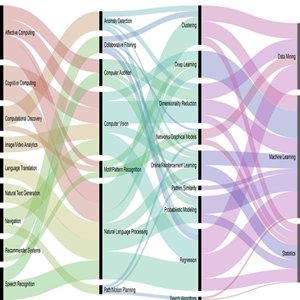 Affective Computing
Cognitive Computing
Computational Discovery
Image/Video Analytics
Language Translation
Natural Text Generation
Navigation
Recommender Systems
Speech Recognition
Anomaly Detection
Collaborative Filtering
Computer Audition
Computer Vision
Motif/Pattern Recognition
Natural Language Processing
Path/Motion Planning
Clustering
Deep Learning
Dimensionality Reduction
Networks/Graphical Models
Online/Reinforcement Learning
Pattern Similarity
Probabilistic Modeling
Regression
Search Algorithms
Data Mining
Machine Learning
Statistics